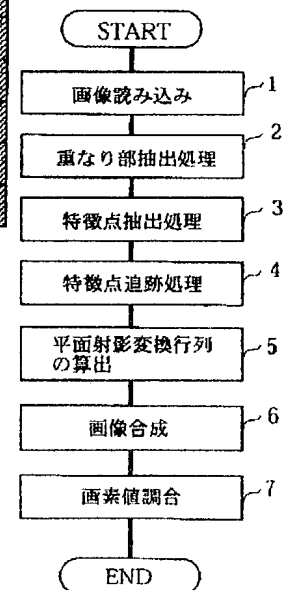 START
画像読み込み 1
重なり部抽出処理 2
特徴点抽出処理 3
特徴点追跡処理 4
平面射影変換行列 5
の算出
画像合成 6
画素値調合 7
END